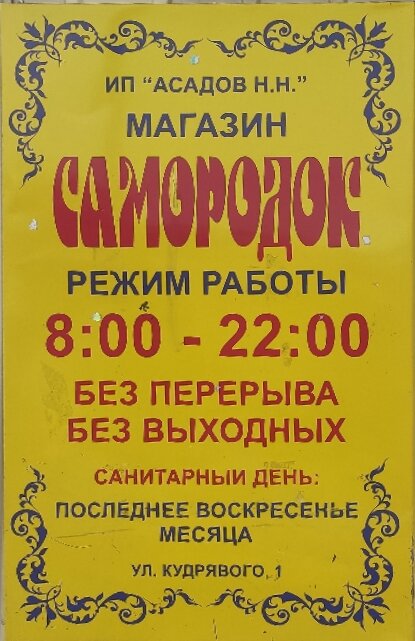 ИП "АСАДОВ Н.Н."
МАГАЗИН
САМОРОДОК
РЕЖИМ РАБОТЫ
8:00 - 22:00
БЕЗ ПЕРЕРЫВА
БЕЗ ВЫХОДНЫХ
САНИТАРНЫЙ ДЕНЬ:
ПОСЛЕДНЕЕ ВОСКРЕСЕНЬЕ
МЕСЯЦА
УЛ. КУДРЯВОГО, 1